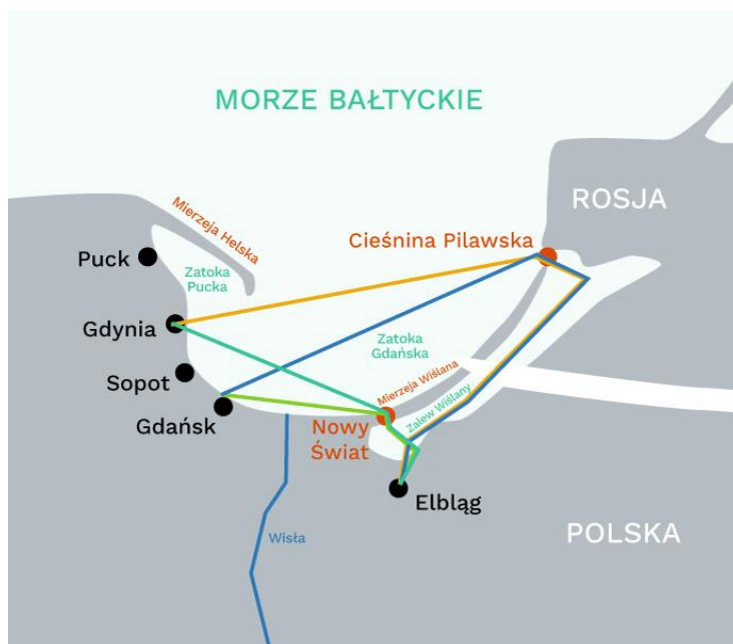 MORZE BAŁTYCKIE
ROSJA
Mierzeja Helska
Cieśnina Pilawska
Puck
Zatoka
Pucka
Gdynia
Zatoka
Gdańska
Sopot
Mierzeja Wiślana
Gdańsk
Zalew Wiślany
Nowy
Świat
Elbląg
Wisła
POLSKA